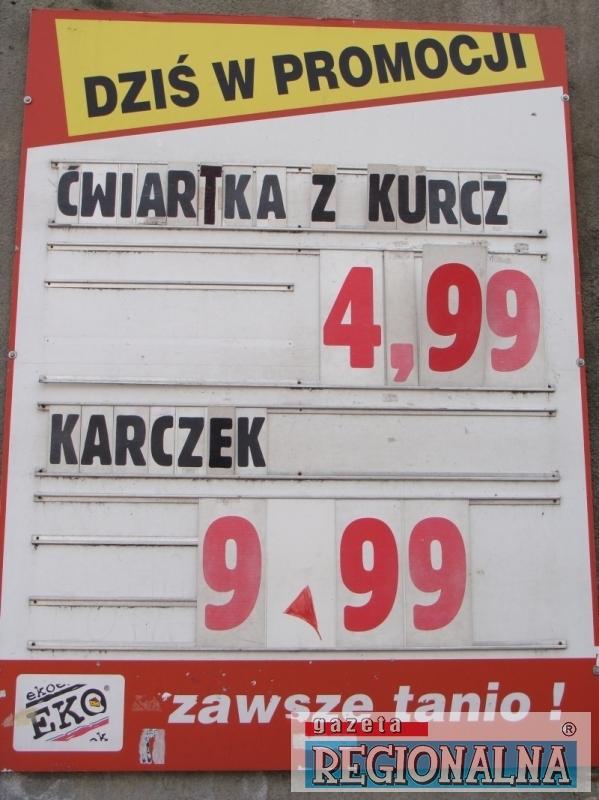 DZIŚ W PROMOCJI
ĆWIARTKA Z KURCZ
4,99
KARCZEK
9,99
EKO
zawsze tanio !
gazeta
REGIONALNA ®